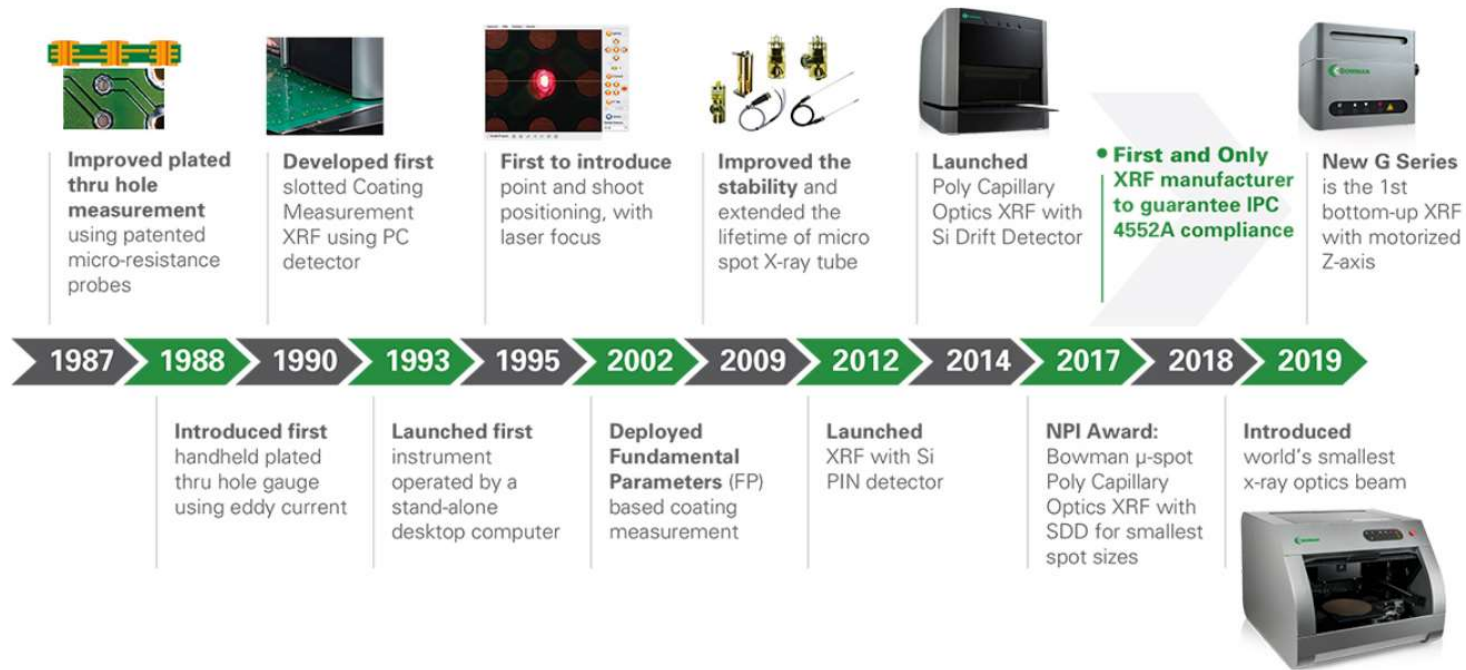 Improved plated
thru hole
measurement
using patented
micro-resistance
probes
Developed first
slotted Coating
Measurement
XRF using PC
detector
First to introduce
point and shoot
positioning, with
laser focus
Improved the
stability and
extended the
lifetime of micro
spot X-ray tube
Launched
Poly Capillary
Optics XRF with
Si Drift Detector
• First and Only
XRF manufacturer
to guarantee IPC
4552A compliance
BOWMAN
New G Series
is the 1st
bottom-up XRF
with motorized
Z-axis
1987 1988 1990 1993 1995 2002 2009 2012 2014 2017 2018 2019
Introduced first
handheld plated
thru hole gauge
using eddy current
Launched first
instrument
operated by a
stand-alone
desktop computer
Deployed
Fundamental
Parameters (FP)
based coating
measurement
Launched
XRF with Si
PIN detector
NPI Award:
Bowman µ-spot
Poly Capillary
Optics XRF with
SDD for smallest
spot sizes
Introduced
world's smallest
x-ray optics beam